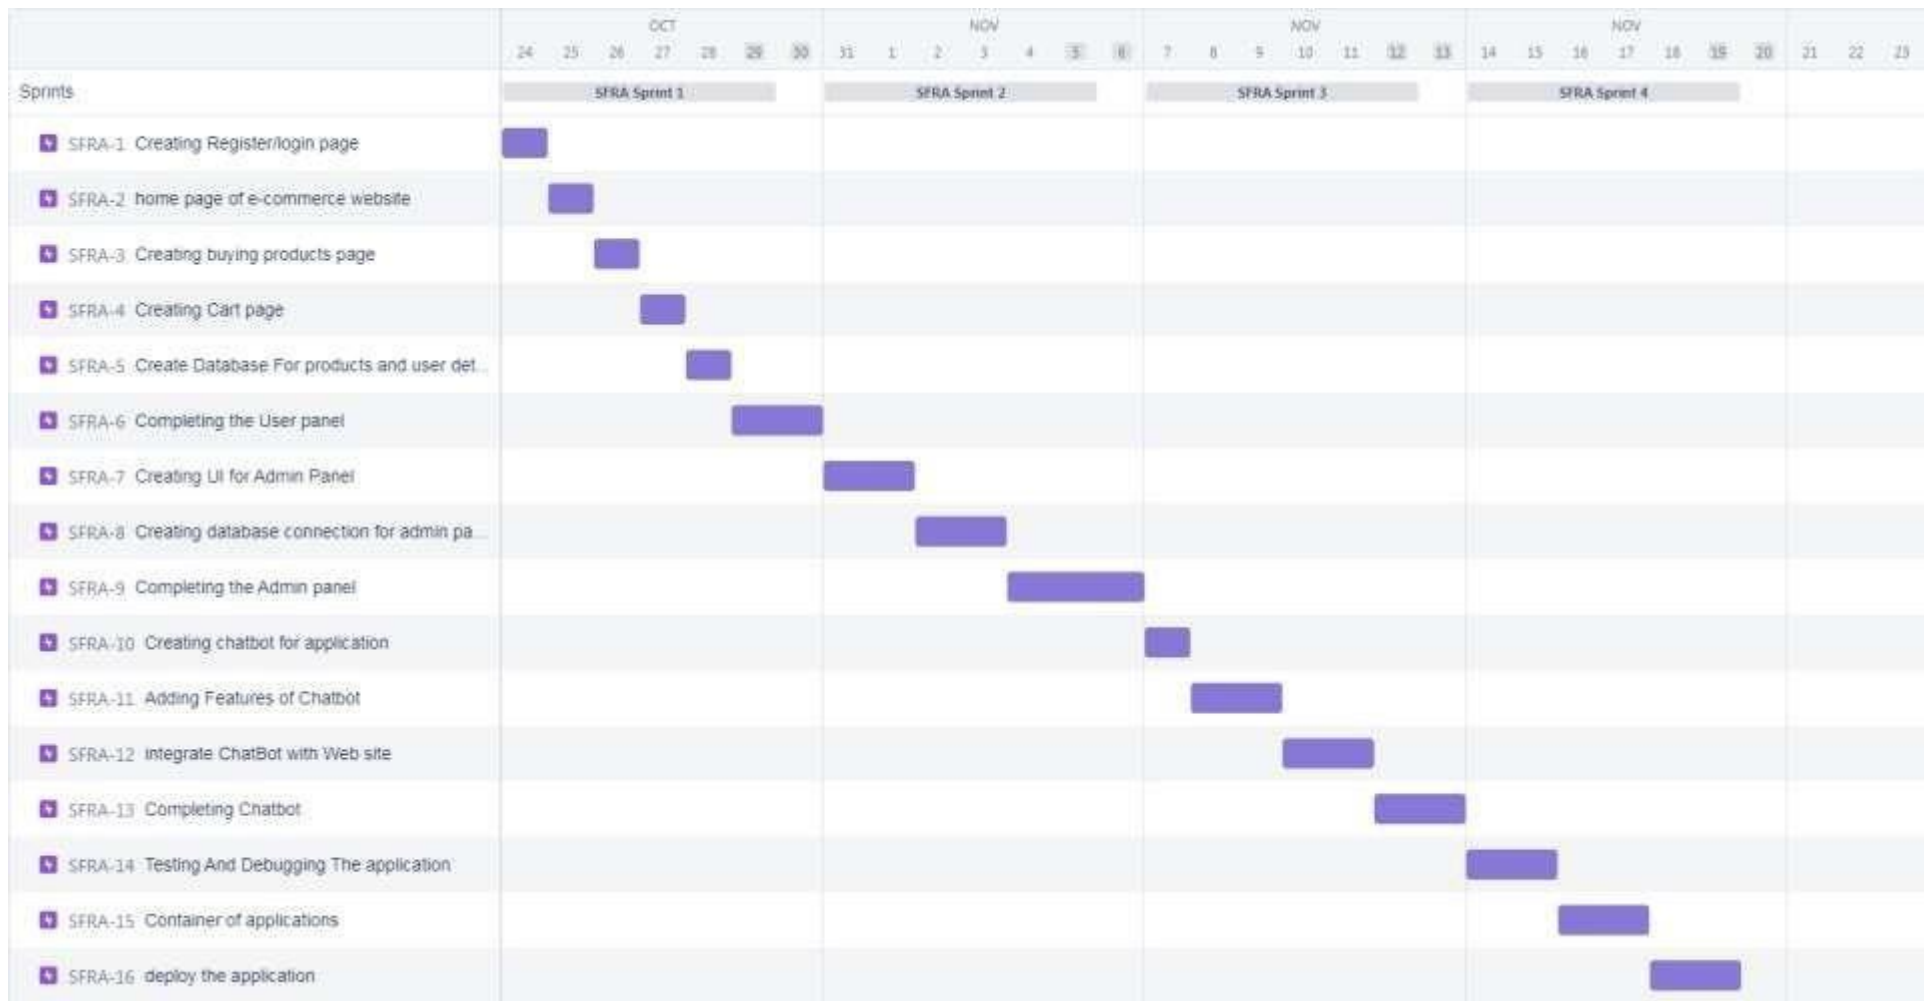 OCT NOV NOV NOV
24 25 26 27 28 29 30 31 1 2 3 4 5 6 7 8 9 10 11 12 13 14 15 16 17 18 19 20 21 22 23
Sprints SFRA Sprint 1 SFRA Sprint 2 SFRA Sprint 3 SFRA Sprint 4
SFRA-1 Creating Register/login page
SFRA-2 home page of e-commerce website
SFRA-3 Creating buying products page
SFRA-4 Creating Cart page
SFRA-5 Create Database For products and user det...
SFRA-6 Completing the User panel
SFRA-7 Creating UI for Admin Panel
SFRA-8 Creating database connection for admin pa...
SFRA-9 Completing the Admin panel
SFRA-10 Creating chatbot for application
SFRA-11 Adding Features of Chatbot
SFRA-12 integrate ChatBot with Web site
SFRA-13 Completing Chatbot
SFRA-14 Testing And Debugging The application
SFRA-15 Container of applications
SFRA-16 deploy the application